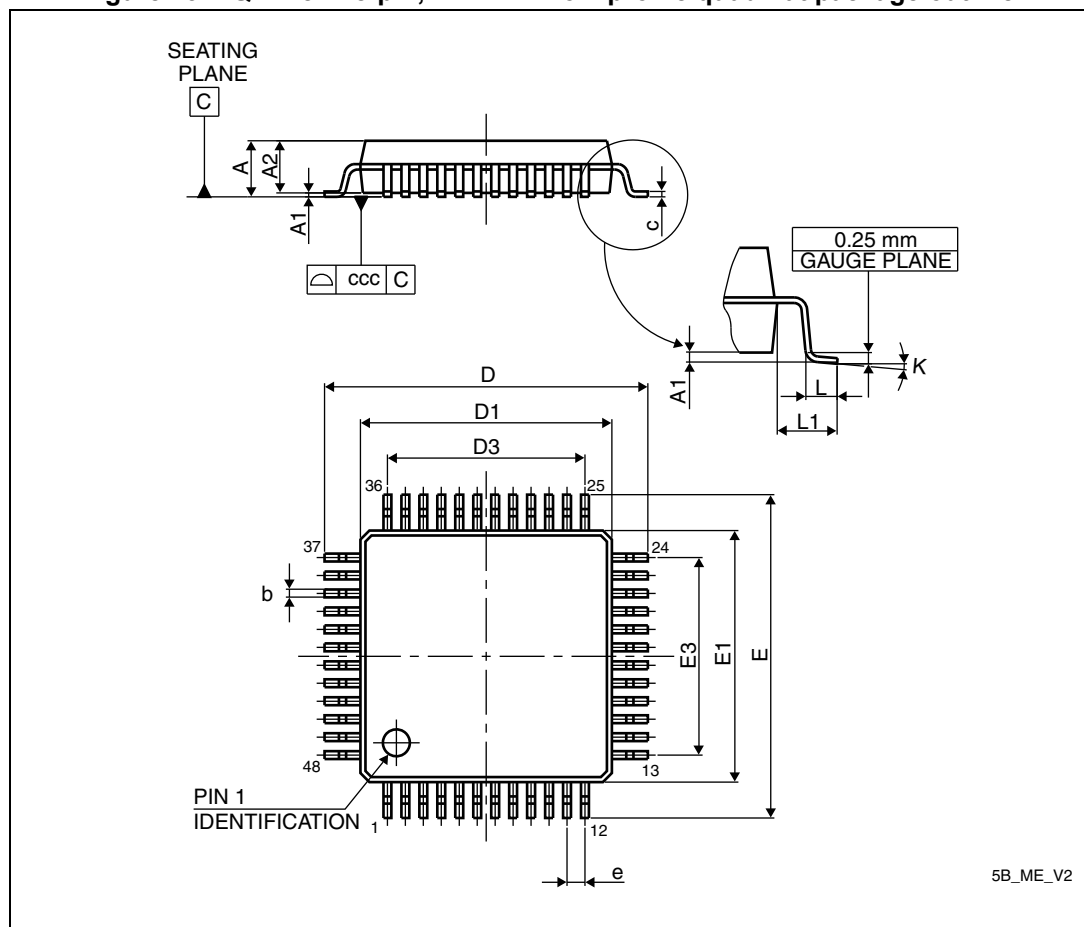 SEATING
PLANE
C
A
A2
A1
c
ccc C
0.25 mm
GAUGE PLANE
A1
K
L
L1
D
D1
D3
36
25
37
24
b
E3
E1
E
48
13
PIN 1
IDENTIFICATION
1
12
e
5B_ME_V2